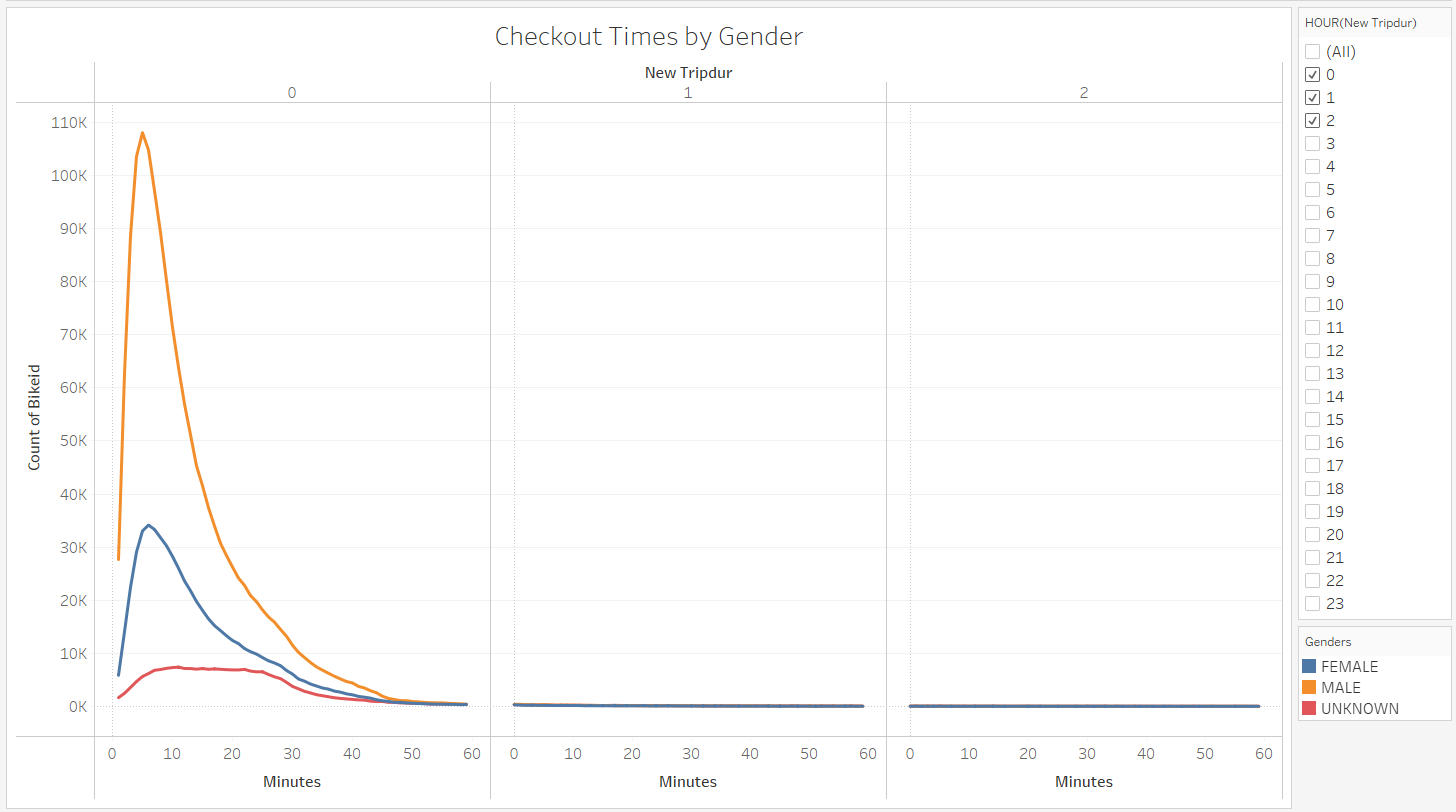 Checkout Times by Gender
New Tripdur
0 1 2
110K
100K
90K
80K
70K
60K
50K
40K
30K
20K
10K
0K
Count of Bikeid
0 10 20 30 40 50 60 0 10 20 30 40 50 60 0 10 20 30 40 50 60
Minutes Minutes Minutes
HOUR(New Tripdur)
(All)
0
1
2
3
4
5
6
7
8
9
10
11
12
13
14
15
16
17
18
19
20
21
22
23
Genders
FEMALE
MALE
UNKNOWN